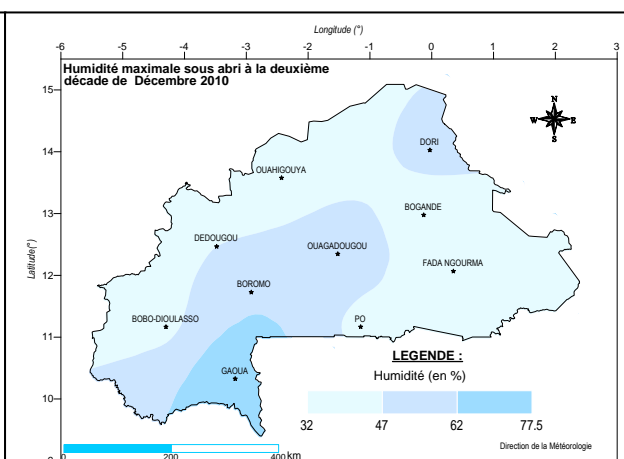 Longitude (°)
-6 -5 -4 -3 -2 -1 0 1 2 3
Humidité maximale sous abri à la deuxième
décade de Décembre 2010
15
14
13
12
11
10
Latitude(°)
N
W E
S
DORI
OUAHIGOUYA
BOGANDE
DEDOUGOU
OUAGADOUGOU
FADA NGOURMA
BOROMO
BOBO-DIOULASSO
PO
GAOUA
LEGENDE :
Humidité (en %)
32 47 62 77.5
Direction de la Météorologie
0 200 400 km